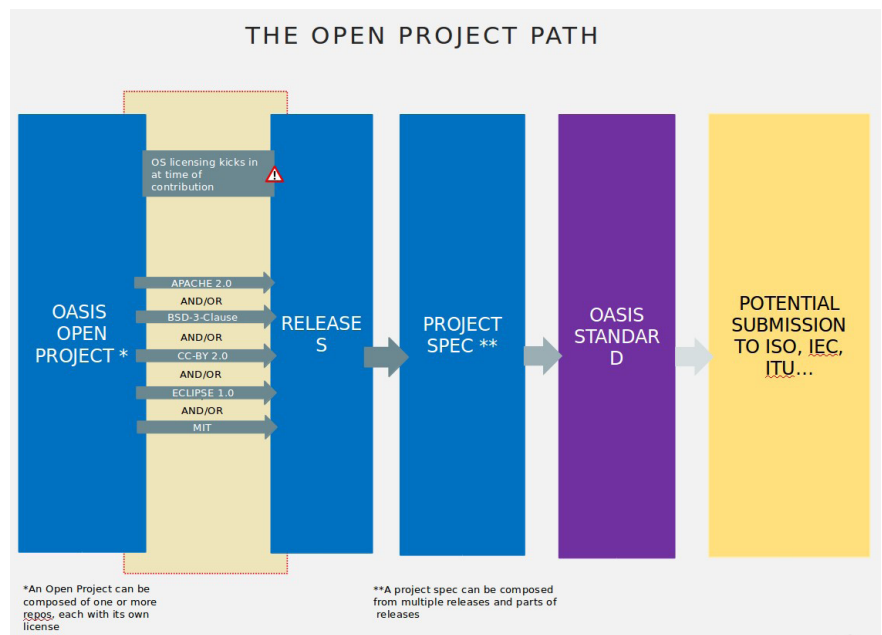 THE OPEN PROJECT PATH
OS licensing kicks in
at time of
contribution
OASIS
OPEN
PROJECT *
APACHE 2.0
AND/OR
BSD-3-Clause
AND/OR
CC-BY 2.0
AND/OR
ECLIPSE 1.0
AND/OR
MIT
RELEASE
S
PROJECT
SPEC **
OASIS
STANDAR
D
POTENTIAL
SUBMISSION
TO ISO, IEC,
ITU...
*An Open Project can be
composed of one or more
repos, each with its own
license
**A project spec can be composed
from multiple releases and parts of
releases